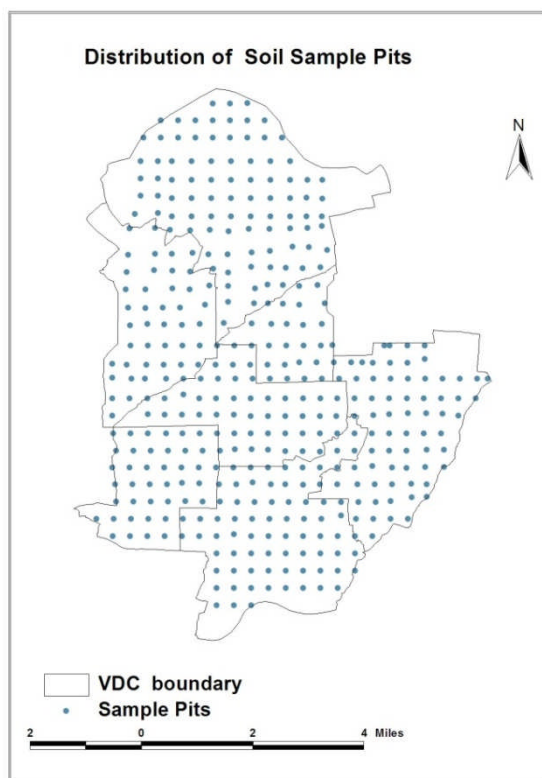 Distribution of Soil Sample Pits
N
VDC boundary
Sample Pits
2 0 2 4 Miles